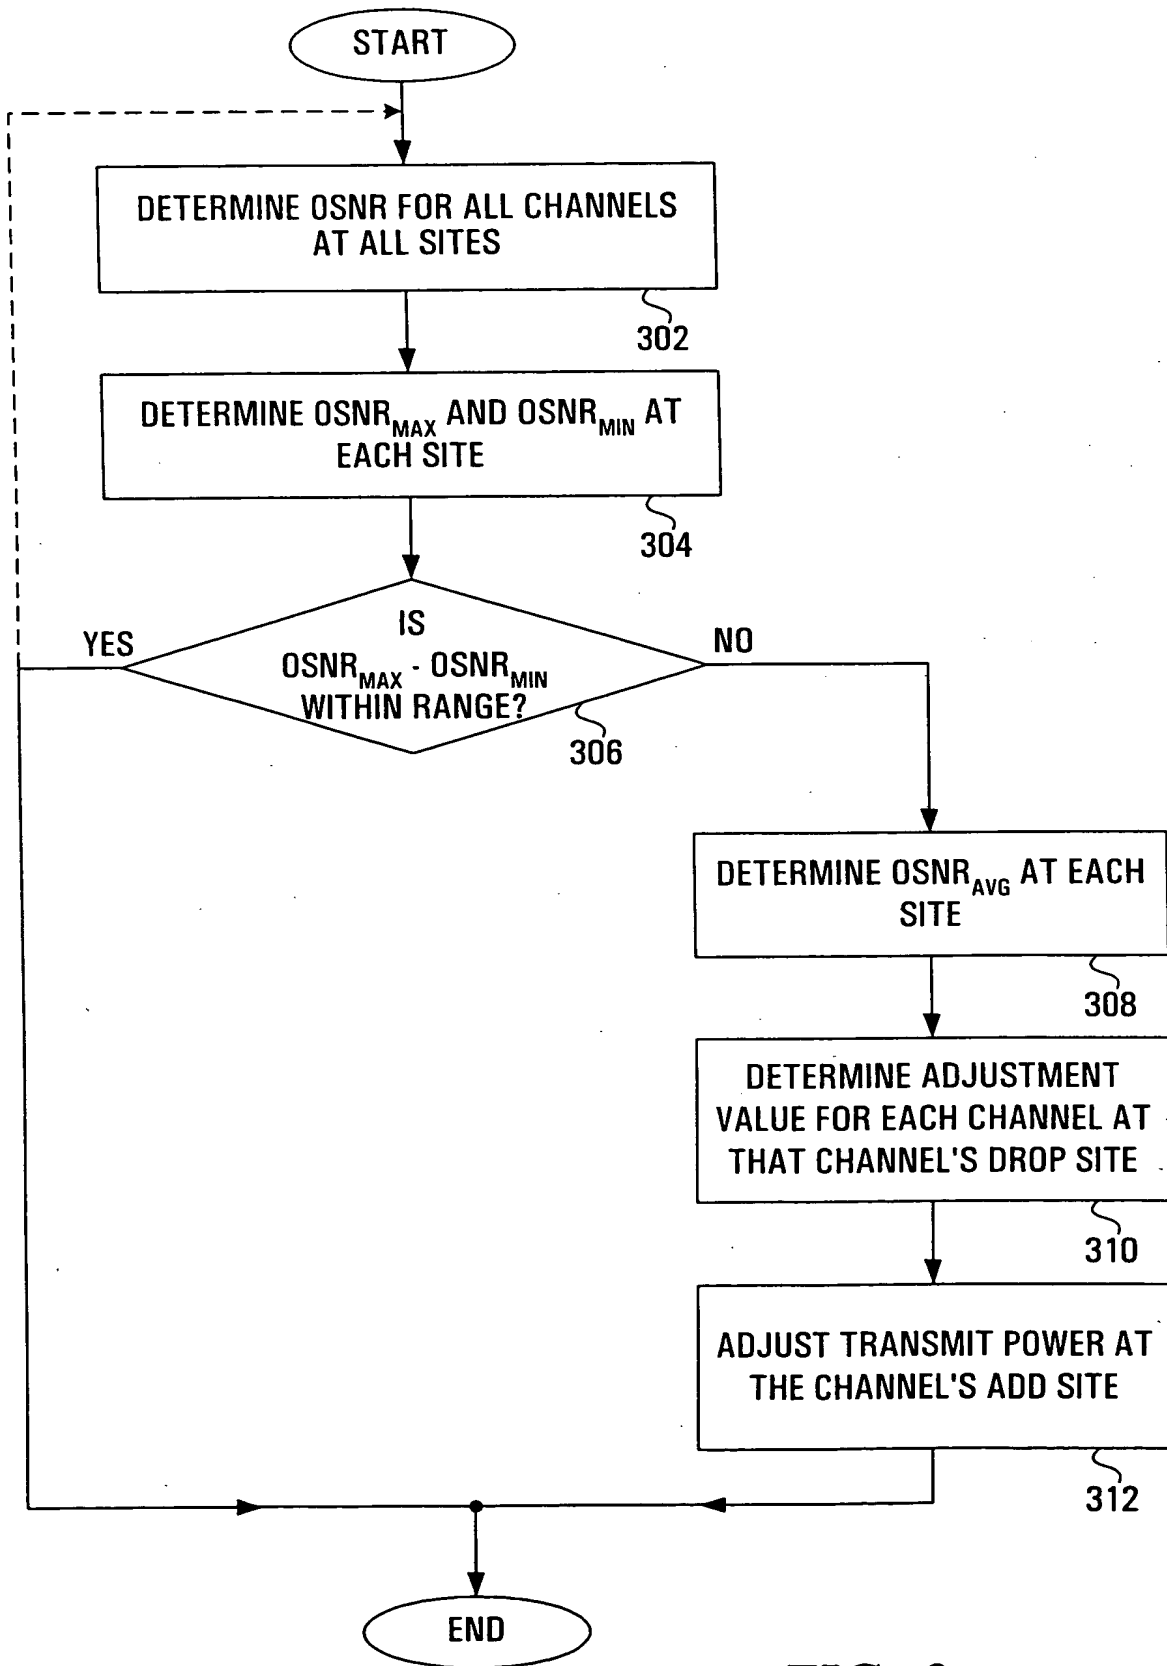 START
DETERMINE OSNR FOR ALL CHANNELS
AT ALL SITES
302
DETERMINE OSNRMAX AND OSNRMIN AT
EACH SITE
304
IS
OSNRMAX - OSNRMIN
WITHIN RANGE?
YES
NO
306
DETERMINE OSNRAVG AT EACH
SITE
308
DETERMINE ADJUSTMENT
VALUE FOR EACH CHANNEL AT
THAT CHANNEL'S DROP SITE
310
ADJUST TRANSMIT POWER AT
THE CHANNEL'S ADD SITE
312
END